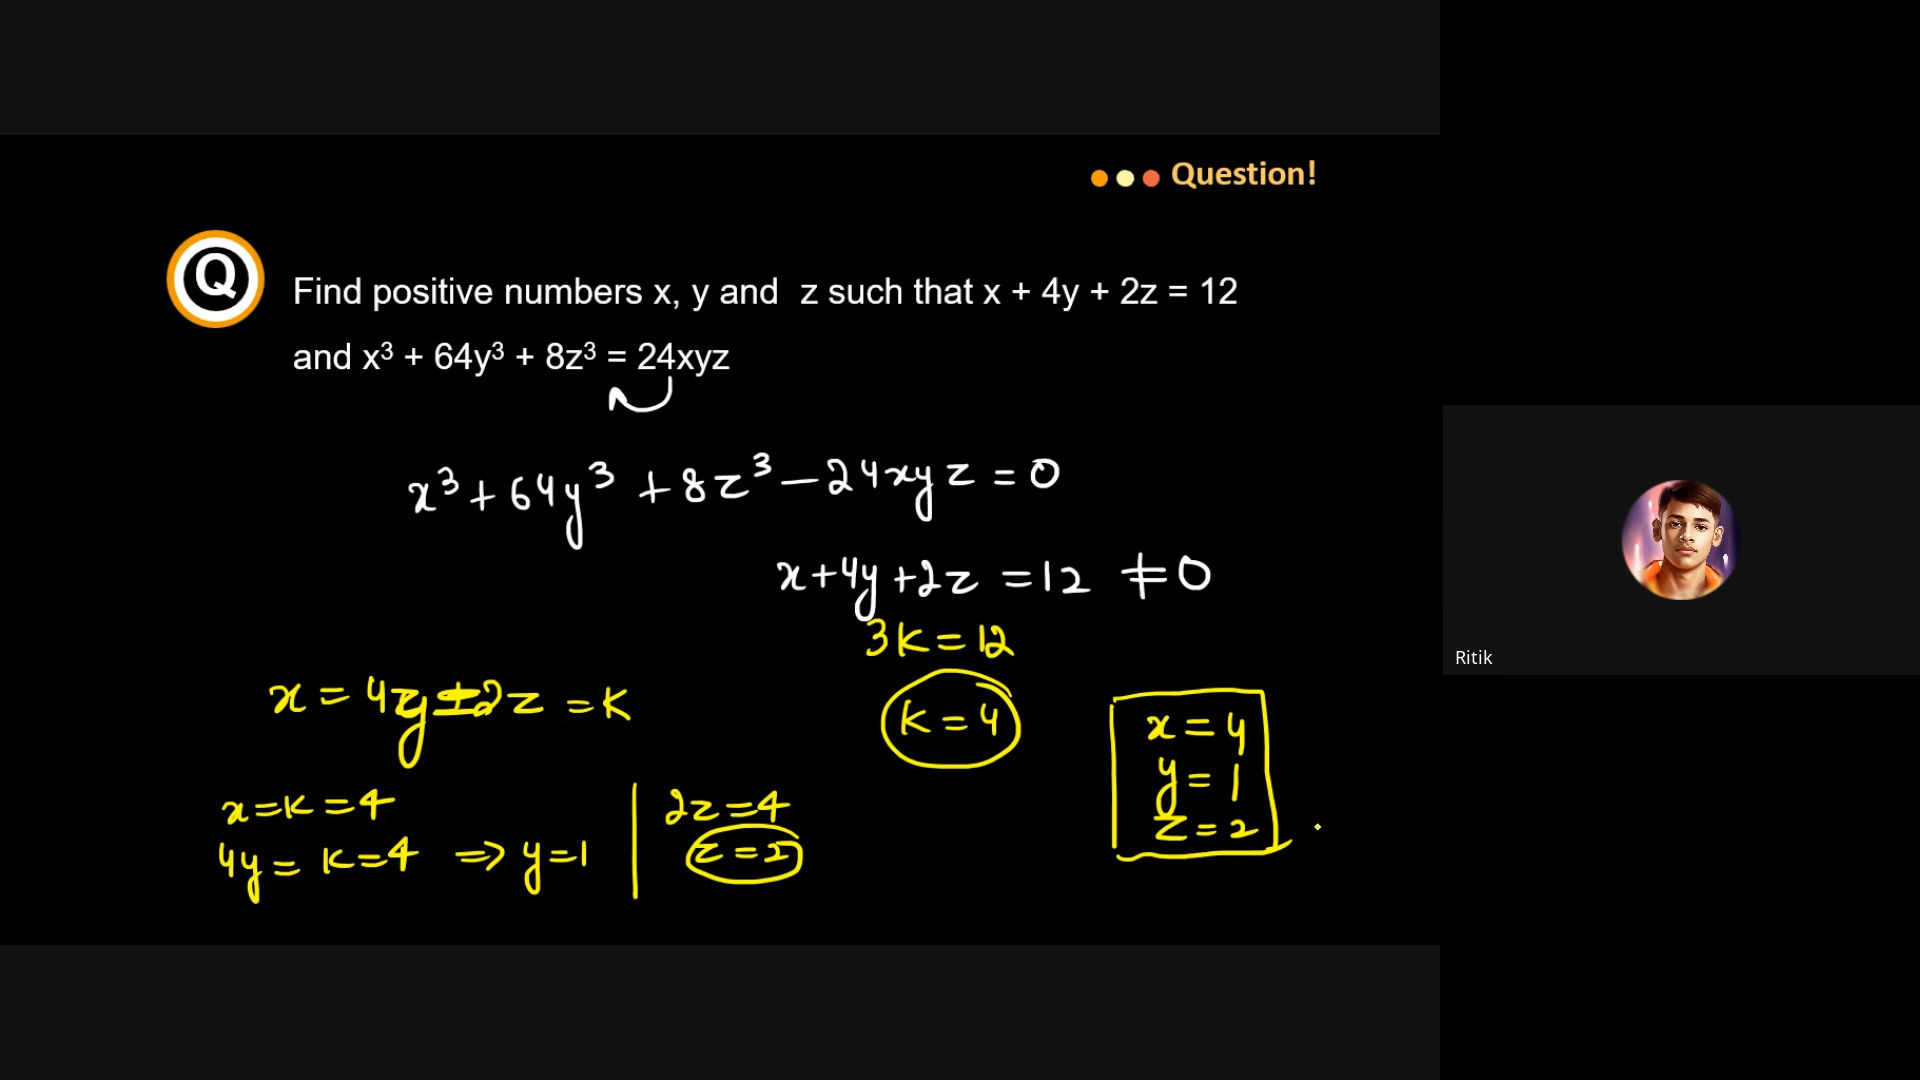 Question!
Q
Find positive numbers x, y and z such that x + 4y + 2z = 12
and x³ + 64y³ + 8z³ = 24xyz
x³ + 64y³ + 8z³ − 24xyz = 0
x + 4y + 2z = 12 ≠ 0
3K = 12
x = 4y = 2z = K
K = 4
x = 4
y = 1
z = 2
x = K = 4
4y = K = 4 ⇒ y = 1
2z = 4
z = 2
Ritik